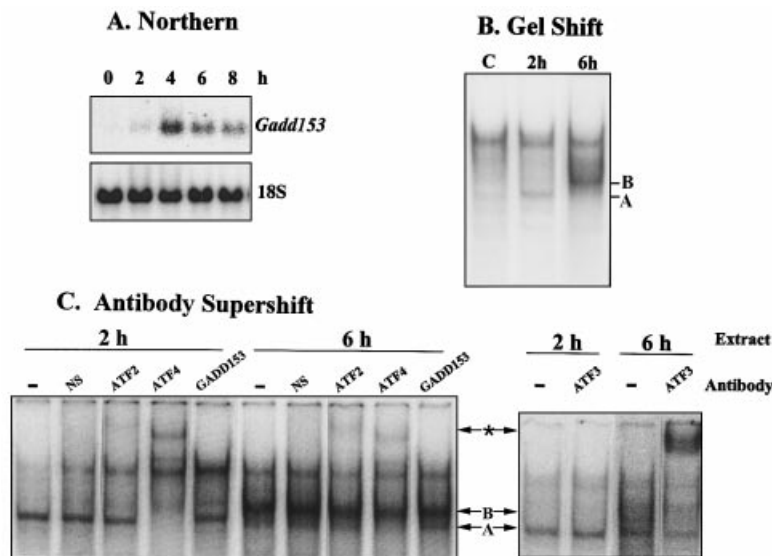 A. Northern
0 2 4 6 8 h
Gadd153
18S
B. Gel Shift
C 2h 6h
B
A
C. Antibody Supershift
2 h 6 h
- NS ATF2 ATF4 GADD153 - NS ATF2 ATF4 GADD153
2 h 6 h Extract
- ATF3 - ATF3 Antibody
*
B
A